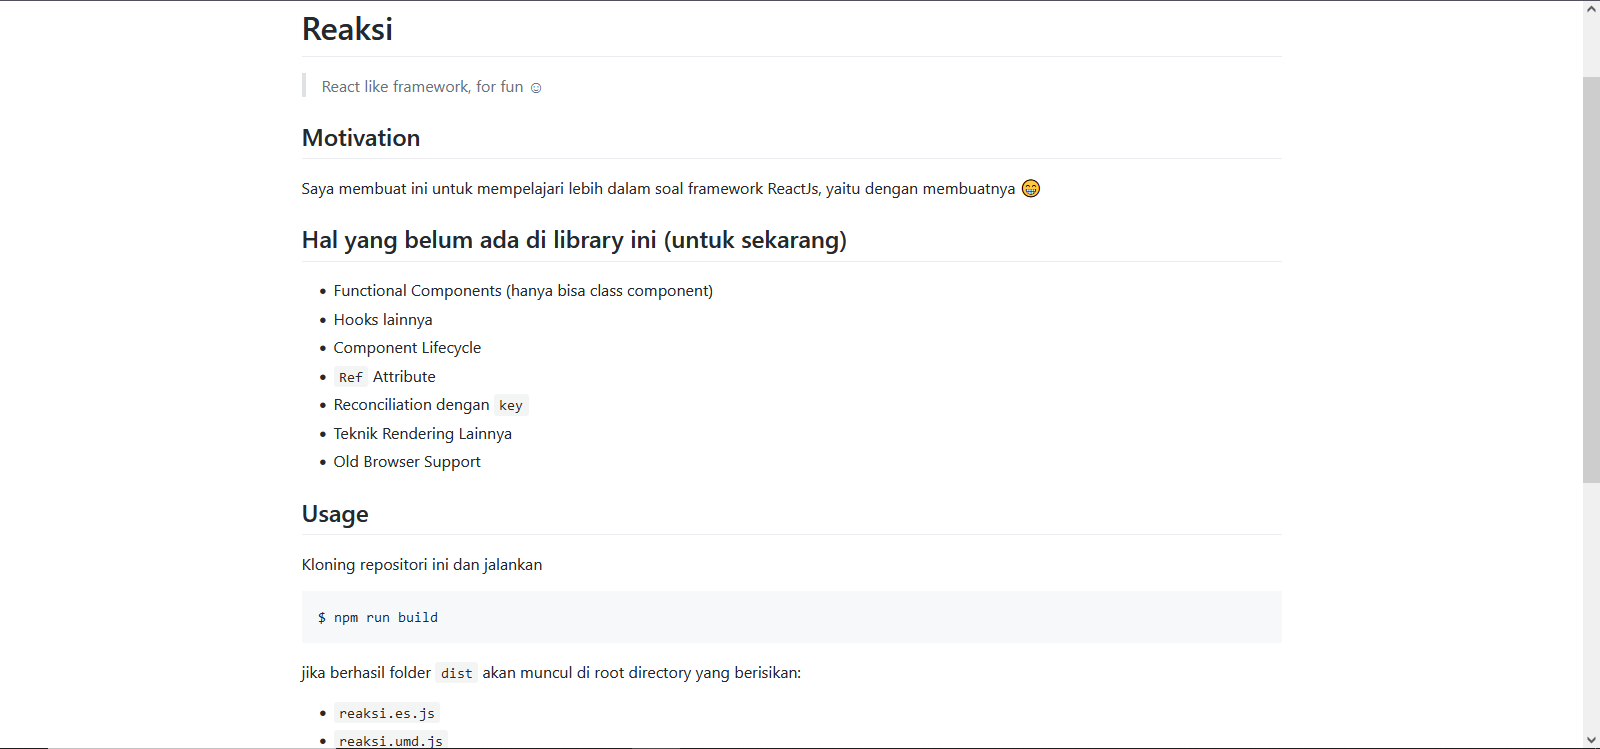 Reaksi
React like framework, for fun ☺
Motivation
Saya membuat ini untuk mempelajari lebih dalam soal framework ReactJs, yaitu dengan membuatnya 😁
Hal yang belum ada di library ini (untuk sekarang)
• Functional Components (hanya bisa class component)
• Hooks lainnya
• Component Lifecycle
• Ref Attribute
• Reconciliation dengan key
• Teknik Rendering Lainnya
• Old Browser Support
Usage
Kloning repositori ini dan jalankan
$ npm run build
jika berhasil folder dist akan muncul di root directory yang berisikan:
• reaksi.es.js
• reaksi.umd.js